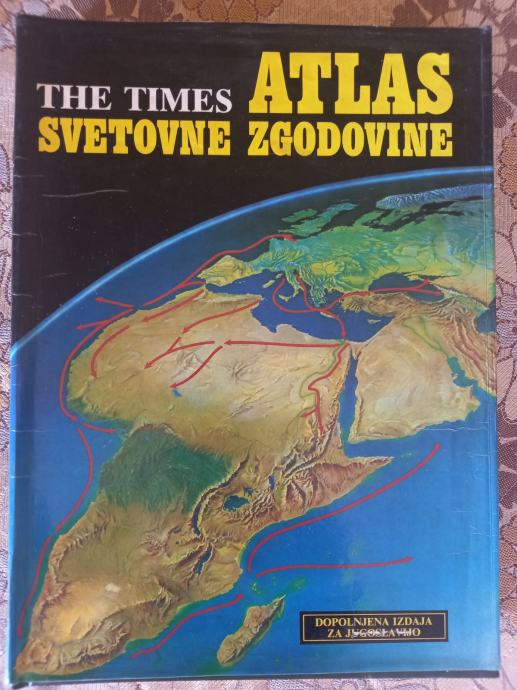 THE TIMES ATLAS
SVETOVNE ZGODOVINE
DOPOLNJENA IZDAJA
ZA JUGOSLAVIJO